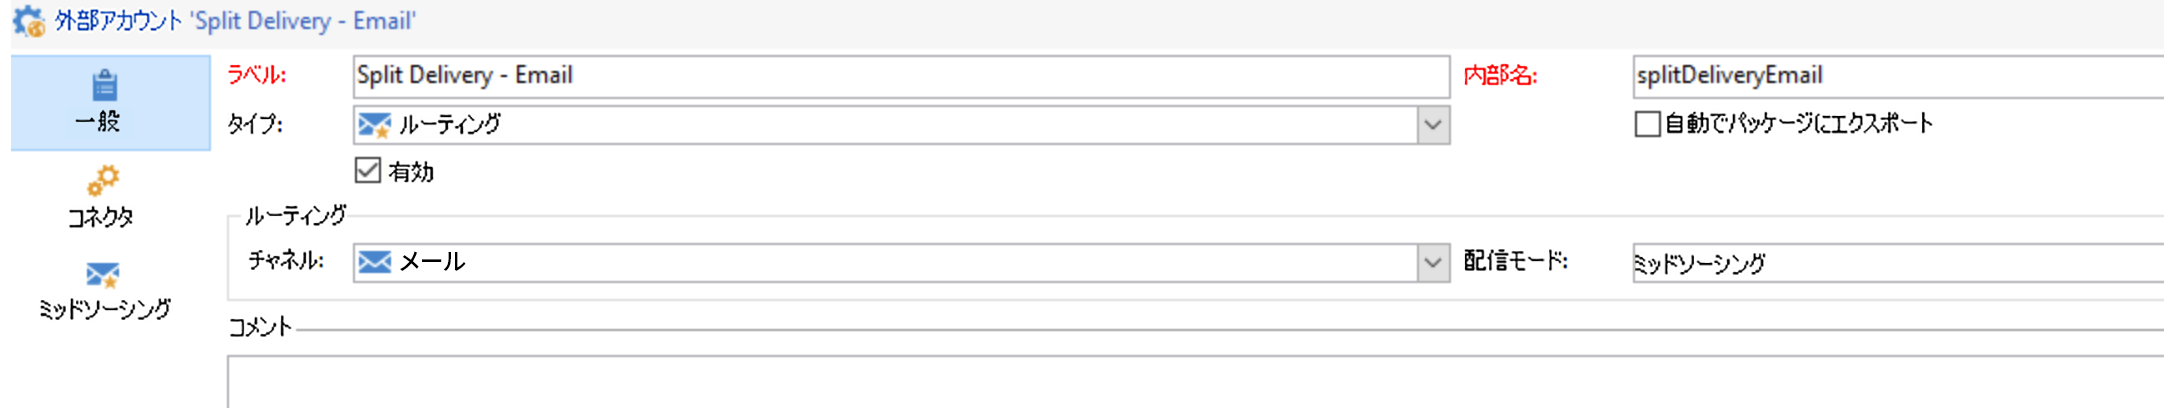 外部アカウント 'Split Delivery - Email'
一般
コネクタ
ミッドソーシング
ラベル: Split Delivery - Email 内部名: splitDeliveryEmail
タイプ: ルーティング 自動でパッケージにエクスポート
有効
ルーティング
チャネル: メール 配信モード: ミッドソーシング
コメント